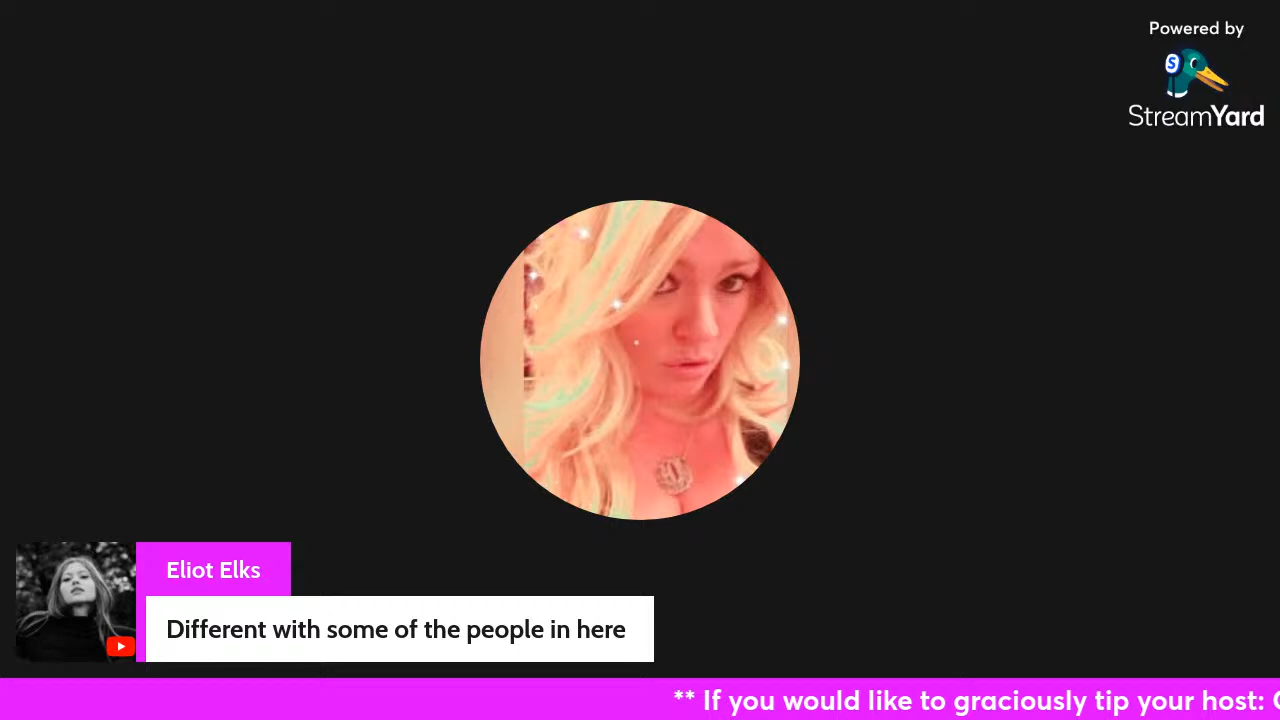 Powered by
S
StreamYard
Eliot Elks
Different with some of the people in here
** If you would like to graciously tip your host: